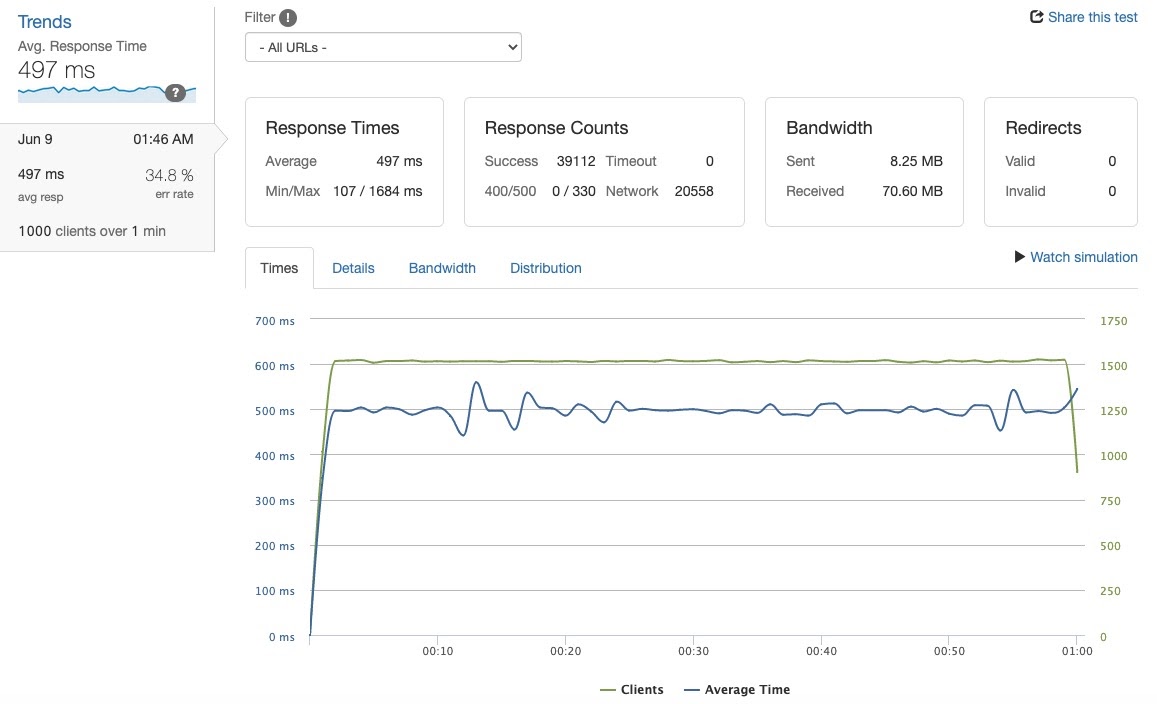 Trends
Avg. Response Time
497 ms
?
Jun 9 01:46 AM
497 ms 34.8 %
avg resp err rate
1000 clients over 1 min
Filter !
- All URLs -
Share this test
Response Times
Average 497 ms
Min/Max 107 / 1684 ms
Response Counts
Success 39112 Timeout 0
400/500 0 / 330 Network 20558
Bandwidth
Sent 8.25 MB
Received 70.60 MB
Redirects
Valid 0
Invalid 0
Times Details Bandwidth Distribution
Watch simulation
700 ms 1750
600 ms 1500
500 ms 1250
400 ms 1000
300 ms 750
200 ms 500
100 ms 250
0 ms 0
00:10 00:20 00:30 00:40 00:50 01:00
Clients Average Time